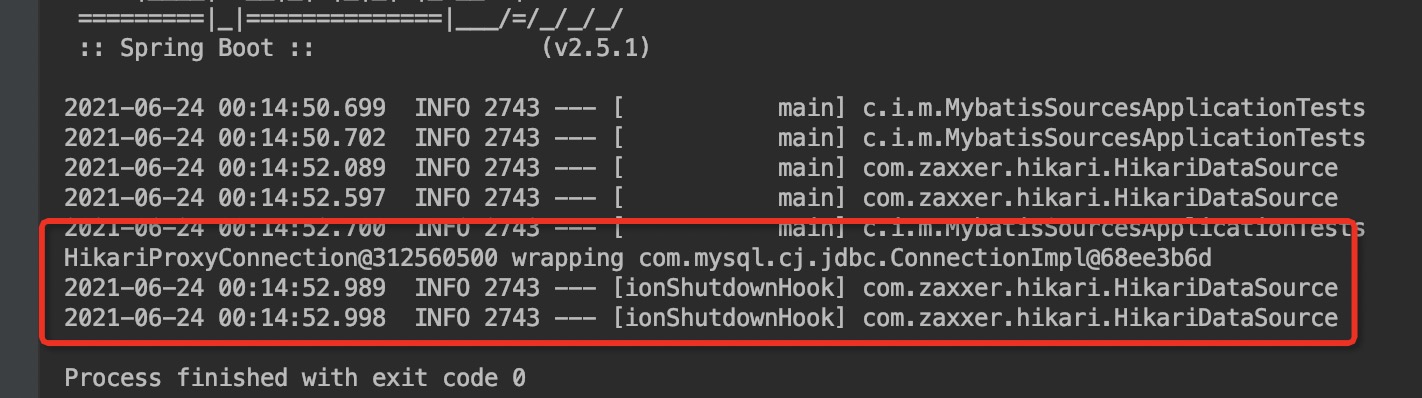 =========|_|==============|___/=/_/_/_/
:: Spring Boot ::                (v2.5.1)
2021-06-24 00:14:50.699  INFO 2743 --- [           main] c.i.m.MybatisSourcesApplicationTests
2021-06-24 00:14:50.702  INFO 2743 --- [           main] c.i.m.MybatisSourcesApplicationTests
2021-06-24 00:14:52.089  INFO 2743 --- [           main] com.zaxxer.hikari.HikariDataSource
2021-06-24 00:14:52.597  INFO 2743 --- [           main] com.zaxxer.hikari.HikariDataSource
2021-06-24 00:14:52.700  INFO 2743 --- [           main] c.i.m.MybatisSourcesApplicationTests
HikariProxyConnection@312560500 wrapping com.mysql.cj.jdbc.ConnectionImpl@68ee3b6d
2021-06-24 00:14:52.989  INFO 2743 --- [ionShutdownHook] com.zaxxer.hikari.HikariDataSource
2021-06-24 00:14:52.998  INFO 2743 --- [ionShutdownHook] com.zaxxer.hikari.HikariDataSource
Process finished with exit code 0